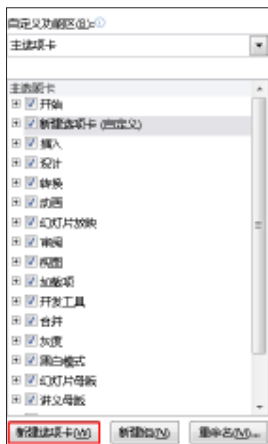 自定义功能区(B):
主选项卡
主选项卡
开始
新建选项卡 (自定义)
插入
设计
转换
动画
幻灯片放映
审阅
视图
加载项
开发工具
合并
灰度
黑白模式
幻灯片母版
讲义母版
新建选项卡(W)
新建组(N)
重命名(M)...